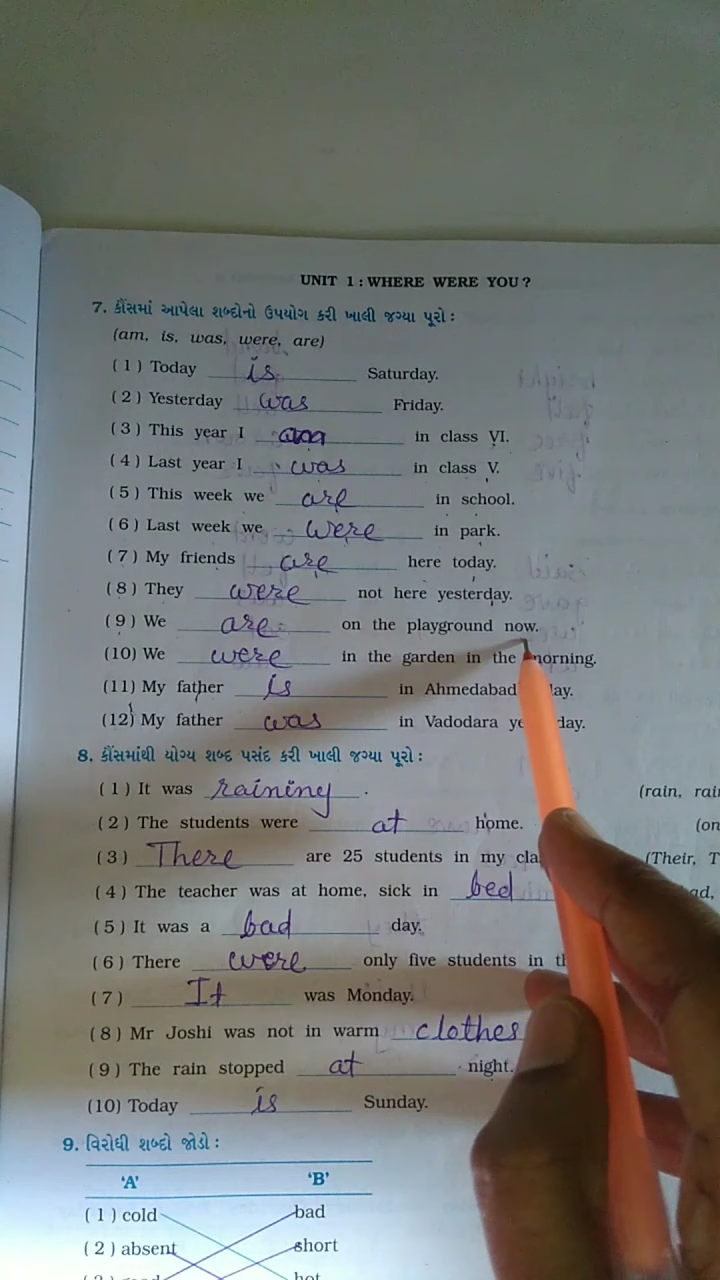 UNIT 1 : WHERE WERE YOU ?
7. કૌંસમાં આપેલા શબ્દોનો ઉપયોગ કરી ખાલી જગ્યા પૂરો :
(am, is, was, were, are)
(1) Today is Saturday.
(2) Yesterday was Friday.
(3) This year I am in class VI.
(4) Last year I was in class V.
(5) This week we are in school.
(6) Last week we were in park.
(7) My friends are here today.
(8) They were not here yesterday.
(9) We are on the playground now.
(10) We were in the garden in the morning.
(11) My father is in Ahmedabad
(12) My father was in Vadodara
8. કૌંસમાંથી યોગ્ય શબ્દ પસંદ કરી ખાલી જગ્યા પૂરો :
(1) It was raining . (rain,
(2) The students were at home. (on
(3) There are 25 students in my (Their,
(4) The teacher was at home, sick in bed
(5) It was a bad day.
(6) There were only five students in
(7) It was Monday.
(8) Mr Joshi was not in warm clothes
(9) The rain stopped at night.
(10) Today is Sunday.
9. વિરોધી શબ્દો જોડો :
'A' 'B'
(1) cold bad
(2) absent short
hot